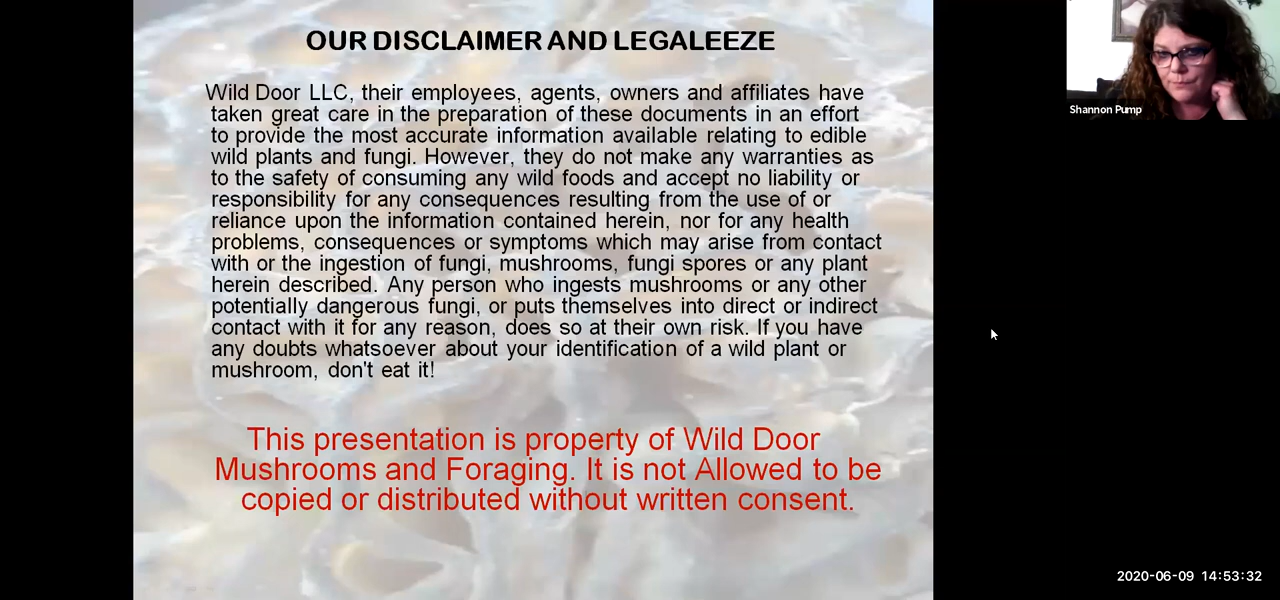 OUR DISCLAIMER AND LEGALEEZE
Wild Door LLC, their employees, agents, owners and affiliates have
taken great care in the preparation of these documents in an effort
to provide the most accurate information available relating to edible
wild plants and fungi. However, they do not make any warranties as
to the safety of consuming any wild foods and accept no liability or
responsibility for any consequences resulting from the use of or
reliance upon the information contained herein, nor for any health
problems, consequences or symptoms which may arise from contact
with or the ingestion of fungi, mushrooms, fungi spores or any plant
herein described. Any person who ingests mushrooms or any other
potentially dangerous fungi, or puts themselves into direct or indirect
contact with it for any reason, does so at their own risk. If you have
any doubts whatsoever about your identification of a wild plant or
mushroom, don't eat it!
This presentation is property of Wild Door
Mushrooms and Foraging. It is not Allowed to be
copied or distributed without written consent.
Shannon Pump
2020-06-09 14:53:32